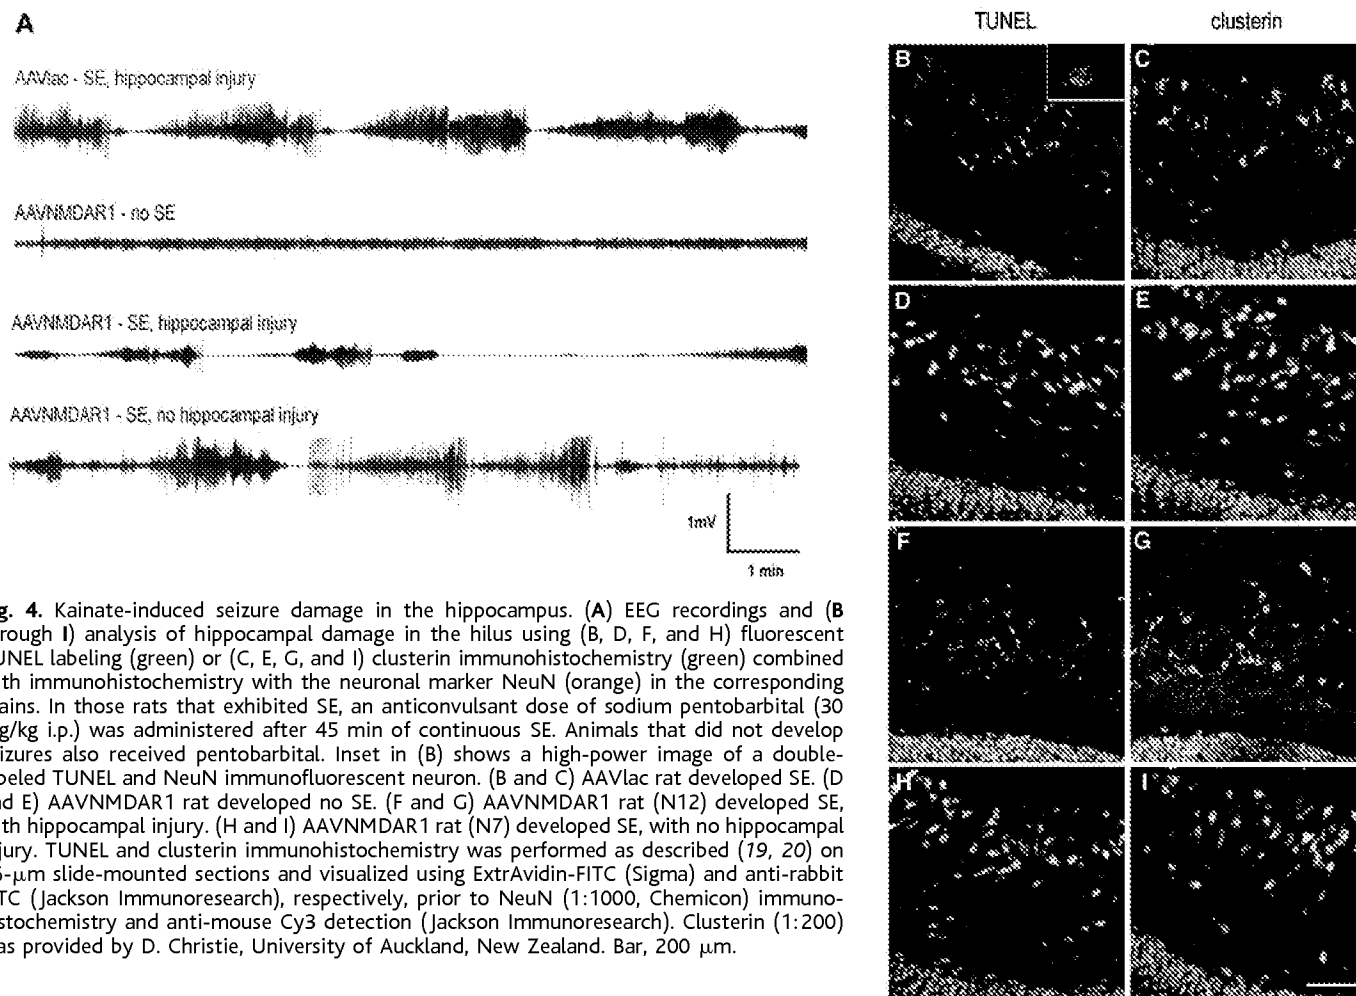 A
AAVlac - SE, hippocampal injury
AAVNMDAR1 - no SE
AAVNMDAR1 - SE, hippocampal injury
AAVNMDAR1 - SE, no hippocampal injury
1mV
1 min
TUNEL
clusterin
B
C
D
E
F
G
H
I
g. 4. Kainate-induced seizure damage in the hippocampus. (A) EEG recordings and (B
rough I) analysis of hippocampal damage in the hilus using (B, D, F, and H) fluorescent
UNEL labeling (green) or (C, E, G, and I) clusterin immunohistochemistry (green) combined
th immunohistochemistry with the neuronal marker NeuN (orange) in the corresponding
ains. In those rats that exhibited SE, an anticonvulsant dose of sodium pentobarbital (30
g/kg i.p.) was administered after 45 min of continuous SE. Animals that did not develop
izures also received pentobarbital. Inset in (B) shows a high-power image of a double-
beled TUNEL and NeuN immunofluorescent neuron. (B and C) AAVlac rat developed SE. (D
nd E) AAVNMDAR1 rat developed no SE. (F and G) AAVNMDAR1 rat (N12) developed SE,
th hippocampal injury. (H and I) AAVNMDAR1 rat (N7) developed SE, with no hippocampal
jury. TUNEL and clusterin immunohistochemistry was performed as described (19, 20) on
6-μm slide-mounted sections and visualized using ExtrAvidin-FITC (Sigma) and anti-rabbit
TC (Jackson Immunoresearch), respectively, prior to NeuN (1:1000, Chemicon) immuno-
stochemistry and anti-mouse Cy3 detection (Jackson Immunoresearch). Clusterin (1:200)
as provided by D. Christie, University of Auckland, New Zealand. Bar, 200 μm.